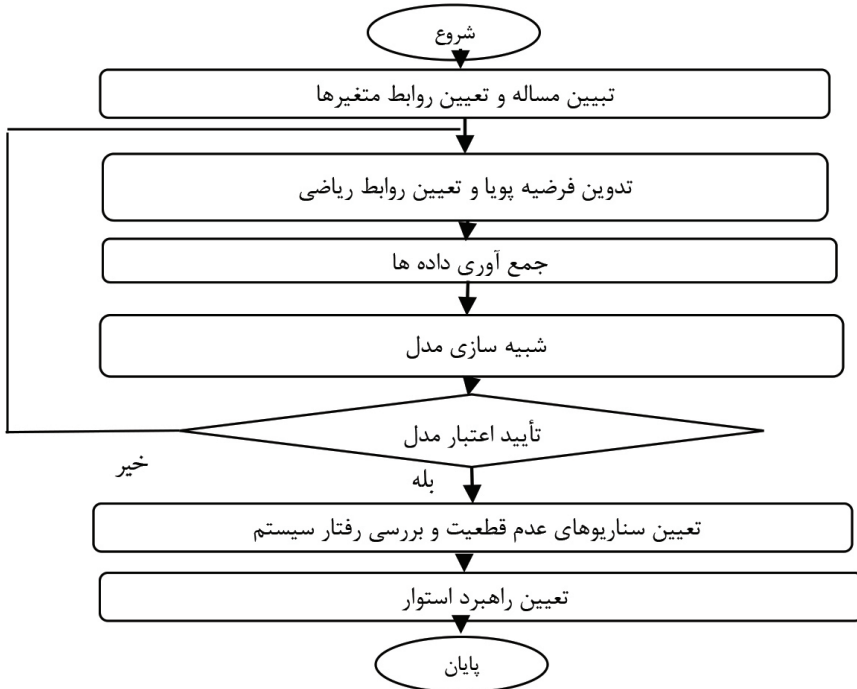 شروع
تبیین مساله و تعیین روابط متغیرها
تدوین فرضیه پویا و تعیین روابط ریاضی
جمع آوری داده ها
شبیه سازی مدل
تأیید اعتبار مدل
خیر
بله
تعیین سناریوهای عدم قطعیت و بررسی رفتار سیستم
تعیین راهبرد استوار
پایان